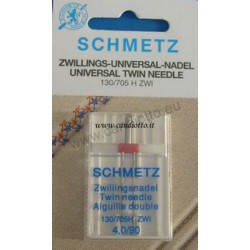 SCHMETZ
ZWILLINGS-UNIVERSAL-NADEL
UNIVERSAL TWIN NEEDLE
130/705 H ZWI
www.candiotto.it
SCHMETZ
Zwillingsnadel
Twin needle
Aiguille double
130/705H ZWI
4,0/90